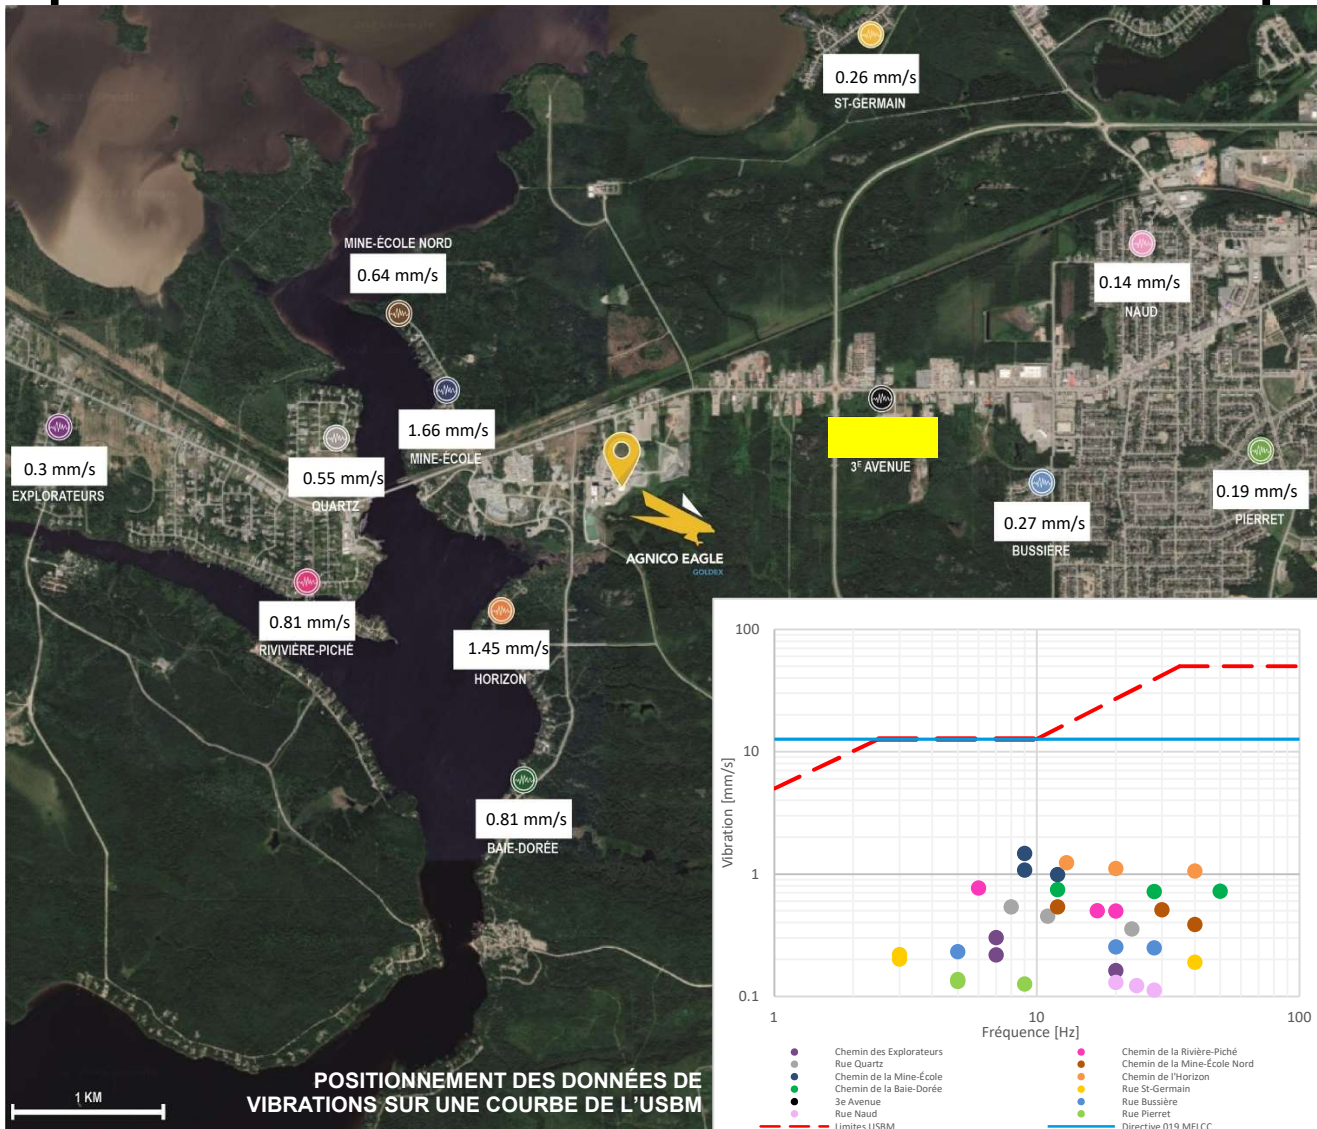 0.26 mm/s
ST-GERMAIN
MINE-ÉCOLE NORD
0.64 mm/s
0.14 mm/s
NAUD
1.66 mm/s
MINE-ÉCOLE
0.3 mm/s
EXPLORATEURS
0.55 mm/s
QUARTZ
3E AVENUE
0.19 mm/s
PIERRET
0.27 mm/s
BUSSIÈRE
AGNICO EAGLE
GOLDEX
0.81 mm/s
RIVIVIÈRE-PICHÉ
1.45 mm/s
HORIZON
0.81 mm/s
BAIE-DORÉE
100
10
1
0.1
Vibration [mm/s]
1
10
100
Fréquence [Hz]
Chemin des Explorateurs
Chemin de la Rivière-Piché
Rue Quartz
Chemin de la Mine-École Nord
Chemin de la Mine-École
Chemin de l'Horizon
Chemin de la Baie-Dorée
Rue St-Germain
3e Avenue
Rue Bussière
Rue Naud
Rue Pierret
Limites USBM
Directive 019 MELCC
POSITIONNEMENT DES DONNÉES DE
VIBRATIONS SUR UNE COURBE DE L'USBM
1 KM